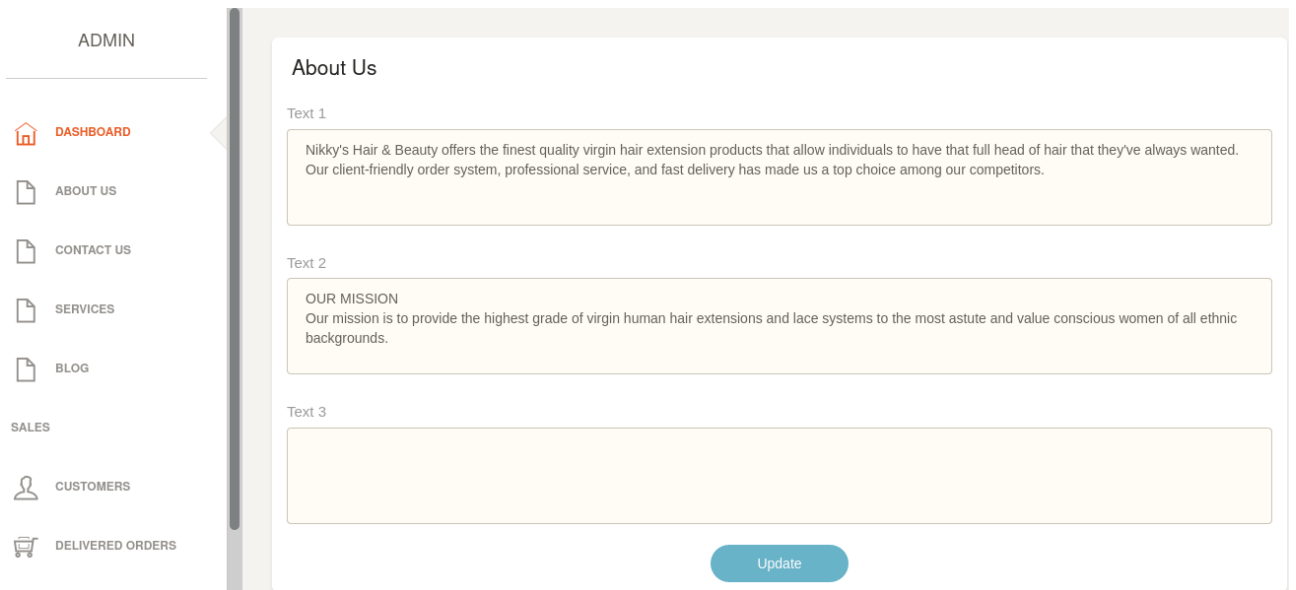 ADMIN
DASHBOARD
ABOUT US
CONTACT US
SERVICES
BLOG
SALES
CUSTOMERS
DELIVERED ORDERS
About Us
Text 1
Nikky's Hair & Beauty offers the finest quality virgin hair extension products that allow individuals to have that full head of hair that they've always wanted.
Our client-friendly order system, professional service, and fast delivery has made us a top choice among our competitors.
Text 2
OUR MISSION
Our mission is to provide the highest grade of virgin human hair extensions and lace systems to the most astute and value conscious women of all ethnic
backgrounds.
Text 3
Update